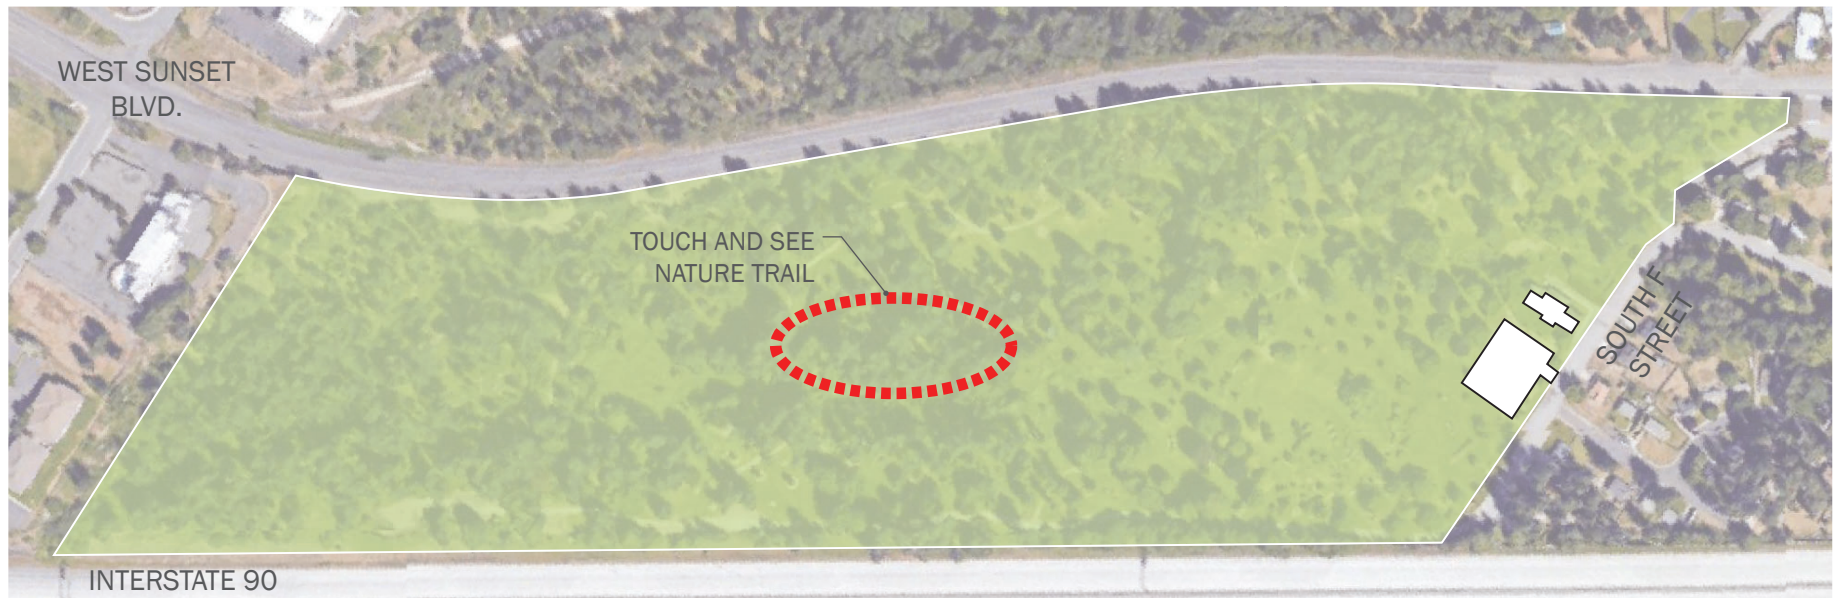 WEST SUNSET
BLVD.
TOUCH AND SEE
NATURE TRAIL
SOUTH F
STREET
INTERSTATE 90